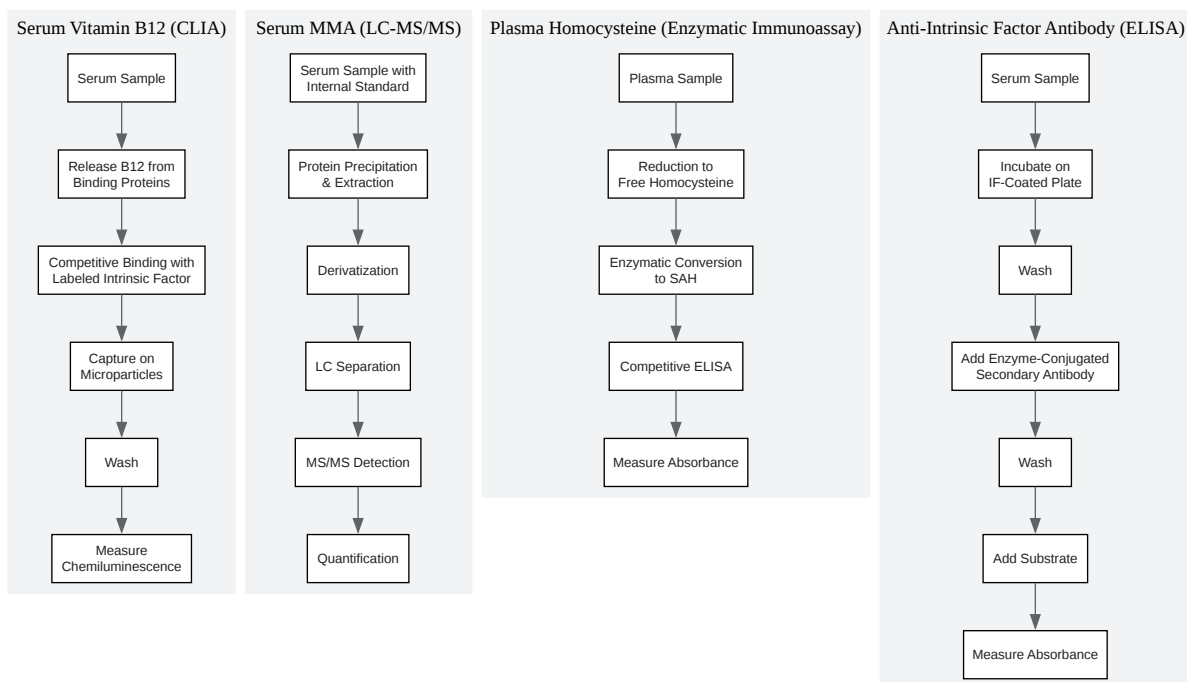 Serum Vitamin B12 (CLIA)
Serum Sample
Release B12 from
Binding Proteins
Competitive Binding with
Labeled Intrinsic Factor
Capture on
Microparticles
Wash
Measure
Chemiluminescence
Serum MMA (LC-MS/MS)
Serum Sample with
Internal Standard
Protein Precipitation
& Extraction
Derivatization
LC Separation
MS/MS Detection
Quantification
Plasma Homocysteine (Enzymatic Immunoassay)
Plasma Sample
Reduction to
Free Homocysteine
Enzymatic Conversion
to SAH
Competitive ELISA
Measure Absorbance
Anti-Intrinsic Factor Antibody (ELISA)
Serum Sample
Incubate on
IF-Coated Plate
Wash
Add Enzyme-Conjugated
Secondary Antibody
Wash
Add Substrate
Measure Absorbance